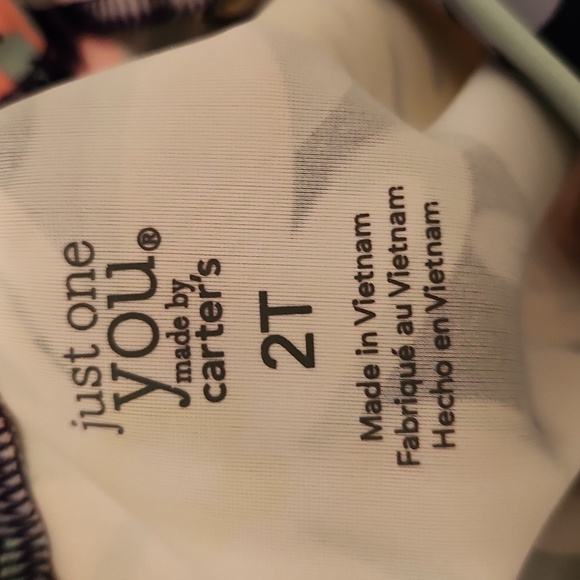 just one
you®
made by
carter's
2T
Made in Vietnam
Fabriqué au Vietnam
Hecho en Vietnam